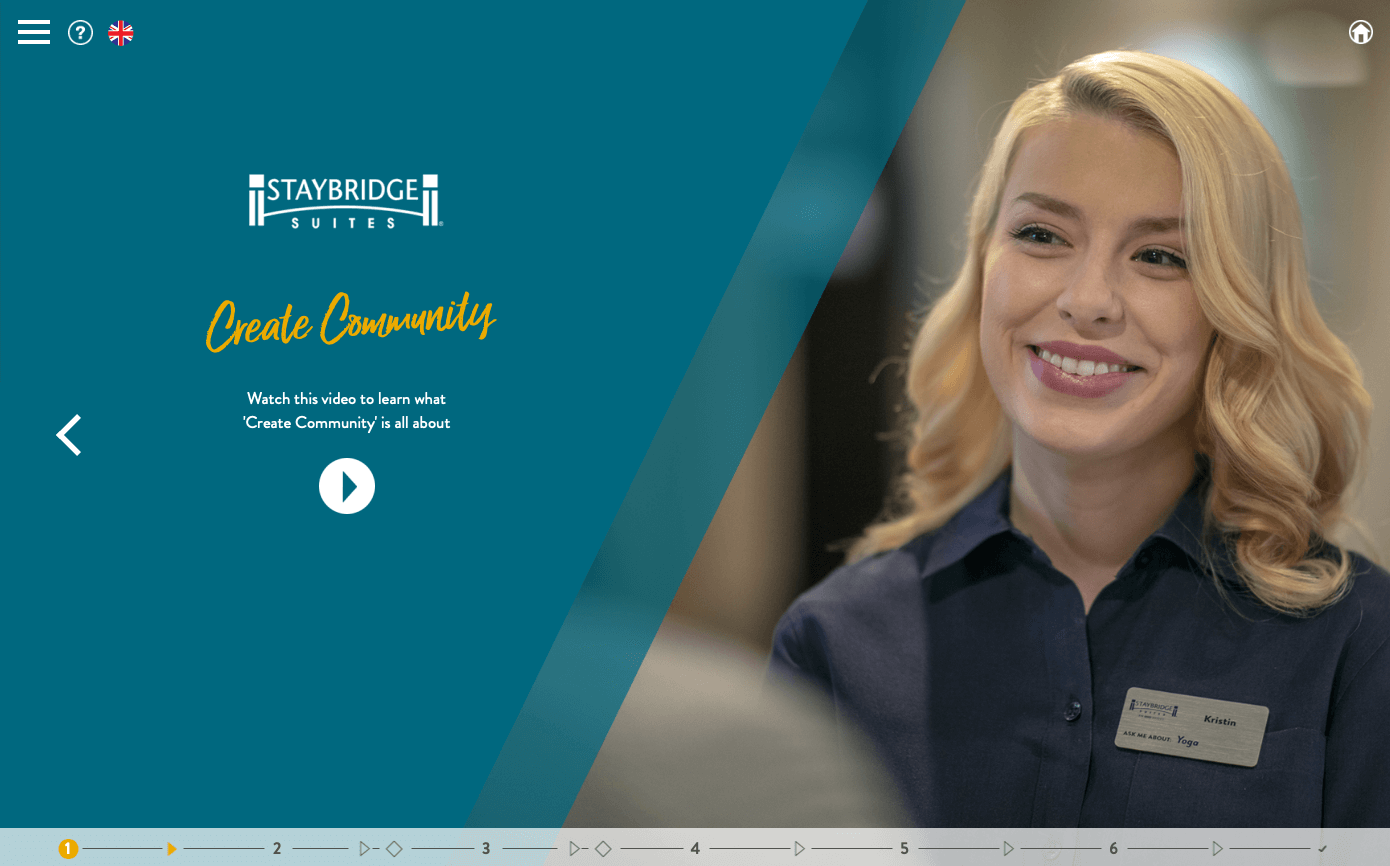 ?
STAYBRIDGE
SUITES
Create Community
Watch this video to learn what
'Create Community' is all about
STAYBRIDGE
SUITES
Kristin
ASK ME ABOUT: Yoga
1 2 3 4 5 6